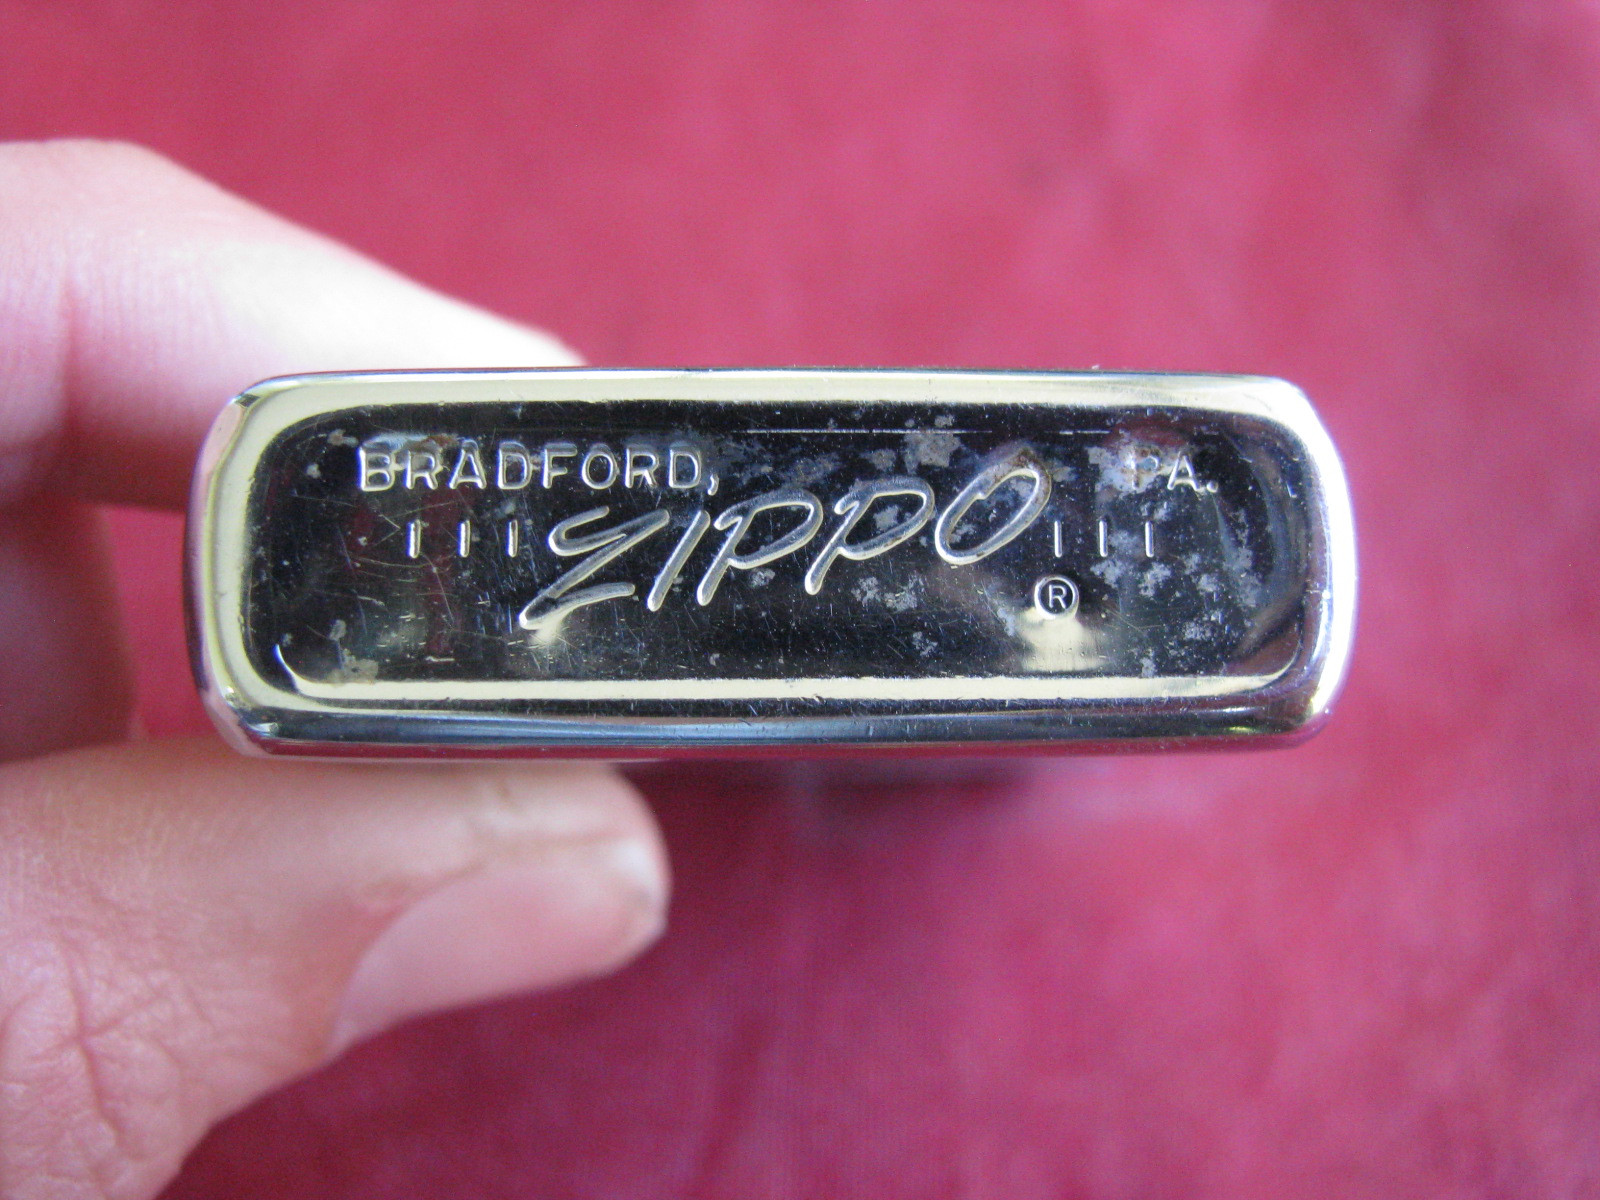 BRADFORD, PA.
III ZIPPO III
®